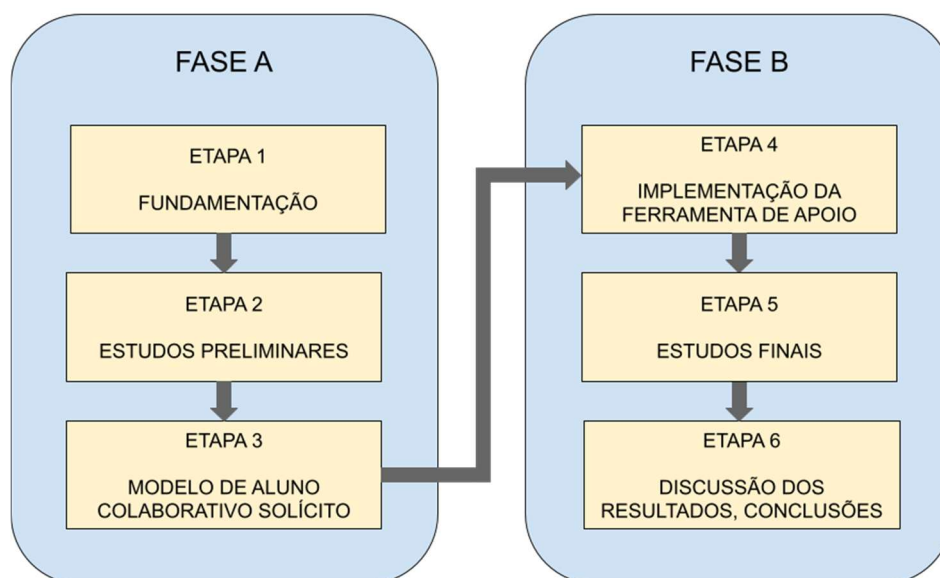 FASE A
ETAPA 1
FUNDAMENTAÇÃO
ETAPA 2
ESTUDOS PRELIMINARES
ETAPA 3
MODELO DE ALUNO
COLABORATIVO SOLÍCITO
FASE B
ETAPA 4
IMPLEMENTAÇÃO DA
FERRAMENTA DE APOIO
ETAPA 5
ESTUDOS FINAIS
ETAPA 6
DISCUSSÃO DOS
RESULTADOS, CONCLUSÕES